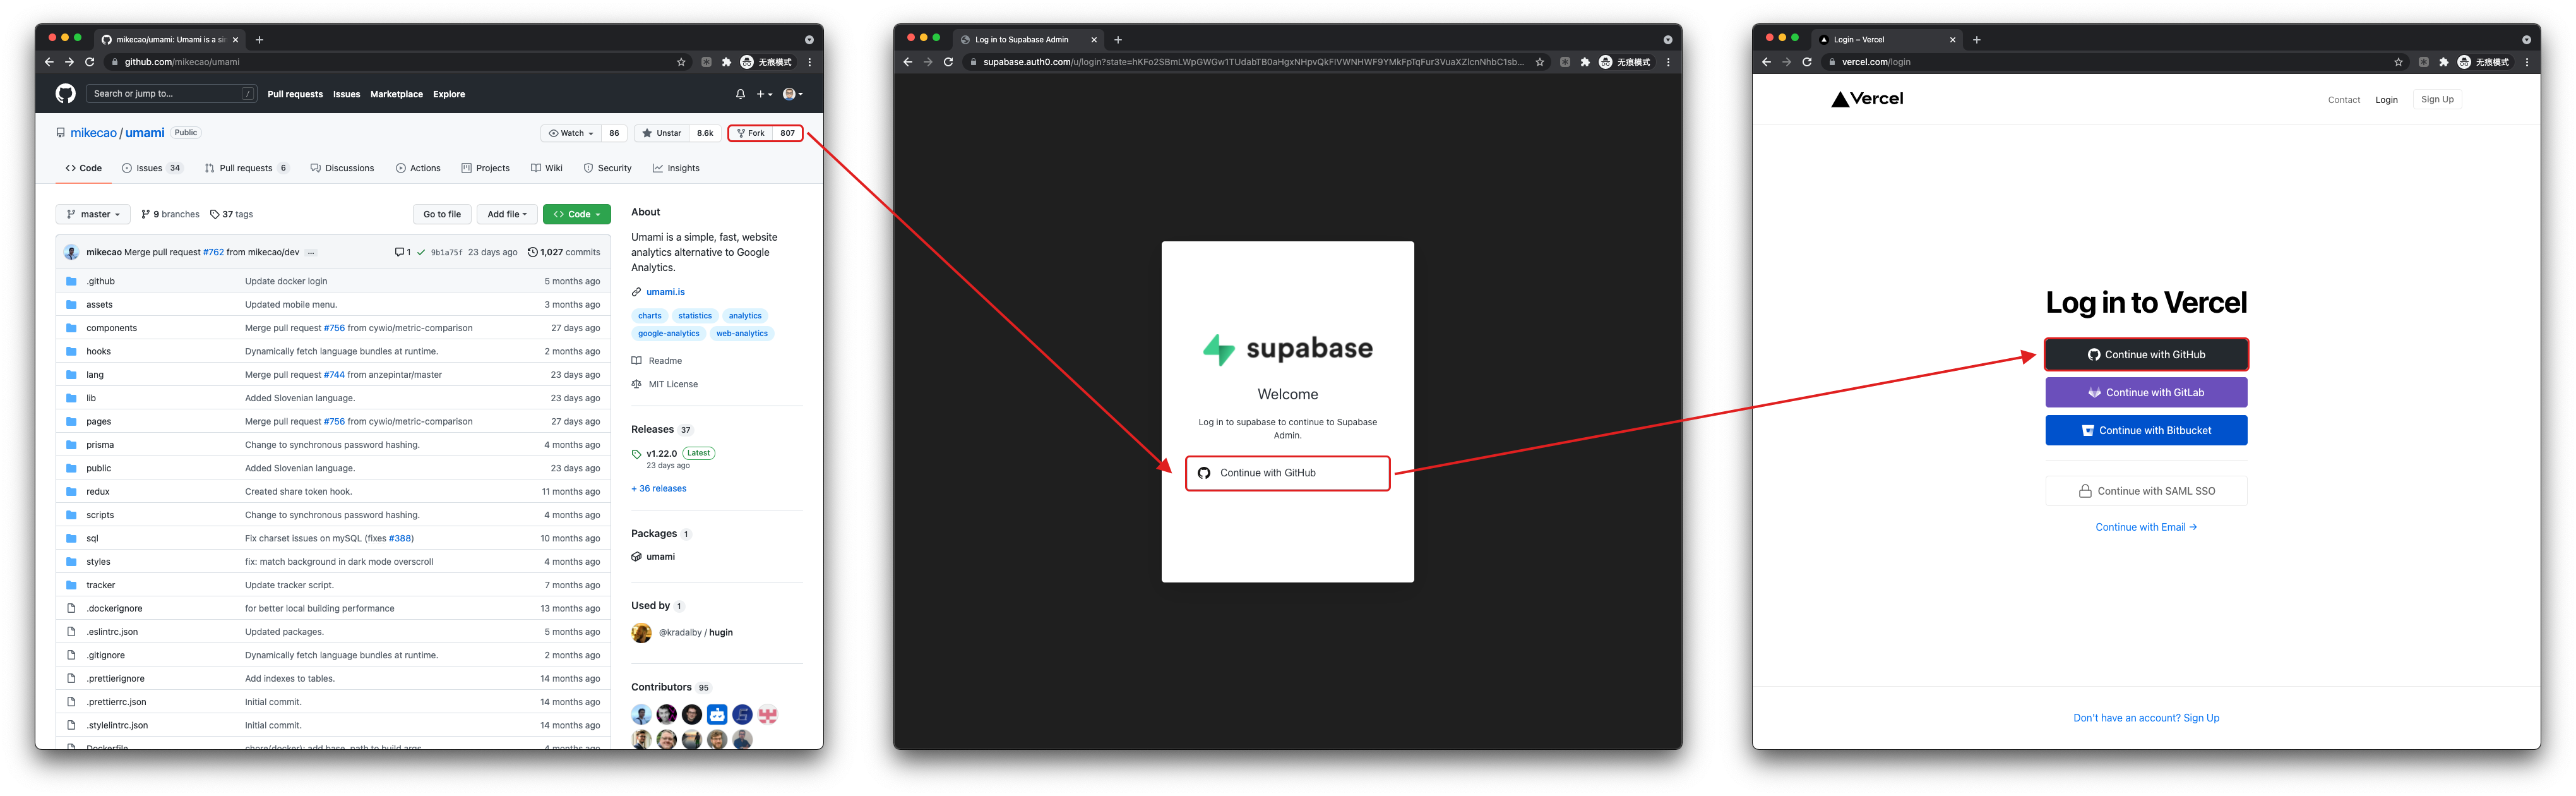 mikecao/umami: Umami is a si
github.com/mikecao/umami
无痕模式
Search or jump to...
/
Pull requests
Issues
Marketplace
Explore
mikecao / umami
Public
Watch
86
Unstar
8.6k
Fork
807
Code
Issues 34
Pull requests 6
Discussions
Actions
Projects
Wiki
Security
Insights
master
9 branches
37 tags
Go to file
Add file
Code
mikecao Merge pull request #762 from mikecao/dev ...
1
9b1a75f 23 days ago
1,027 commits
.github Update docker login 5 months ago
assets Updated mobile menu. 3 months ago
components Merge pull request #756 from cywio/metric-comparison 27 days ago
hooks Dynamically fetch language bundles at runtime. 2 months ago
lang Merge pull request #744 from anzepintar/master 23 days ago
lib Added Slovenian language. 23 days ago
pages Merge pull request #756 from cywio/metric-comparison 27 days ago
prisma Change to synchronous password hashing. 4 months ago
public Added Slovenian language. 23 days ago
redux Created share token hook. 11 months ago
scripts Change to synchronous password hashing. 4 months ago
sql Fix charset issues on mySQL (fixes #388) 10 months ago
styles fix: match background in dark mode overscroll 4 months ago
tracker Update tracker script. 7 months ago
.dockerignore for better local building performance 13 months ago
.eslintrc.json Updated packages. 5 months ago
.gitignore Dynamically fetch language bundles at runtime. 2 months ago
.prettierignore Add indexes to tables. 14 months ago
.prettierrc.json Initial commit. 14 months ago
.stylelintrc.json Initial commit. 14 months ago
Dockerfile chore(docker): add base_path to build args 4 months ago
About
Umami is a simple, fast, website
analytics alternative to Google
Analytics.
umami.is
charts statistics analytics
google-analytics web-analytics
Readme
MIT License
Releases 37
v1.22.0 Latest
23 days ago
+ 36 releases
Packages 1
umami
Used by 1
@kradalby / hugin
Contributors 95
Log in to Supabase Admin
supabase.auth0.com/u/login?state=hKFo2SBmLWpGWGw1TUdabTB0aHgxNHpvQkFIVWNHWF9YMkFpTqFur3VuaXZlcnNhbC1sb...
无痕模式
supabase
Welcome
Log in to supabase to continue to Supabase
Admin.
Continue with GitHub
Login – Vercel
vercel.com/login
无痕模式
Vercel
Contact
Login
Sign Up
Log in to Vercel
Continue with GitHub
Continue with GitLab
Continue with Bitbucket
Continue with SAML SSO
Continue with Email →
Don't have an account? Sign Up